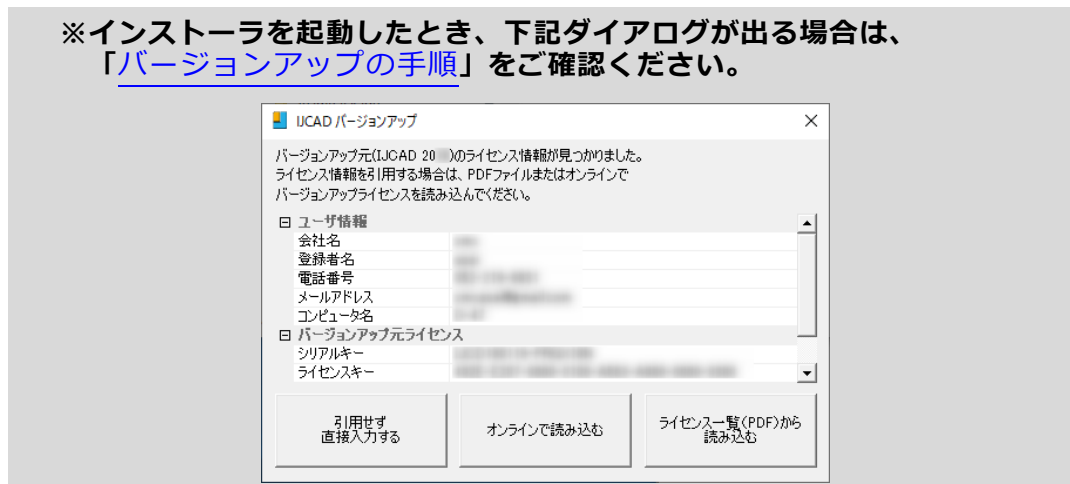 ※インストーラを起動したとき、下記ダイアログが出る場合は、
「バージョンアップの手順」をご確認ください。
IJCAD バージョンアップ
バージョンアップ元(IJCAD 20 )のライセンス情報が見つかりました。
ライセンス情報を引用する場合は、PDFファイルまたはオンラインで
バージョンアップライセンスを読み込んでください。
ユーザ情報
会社名
登録者名
電話番号
メールアドレス
コンピュータ名
バージョンアップ元ライセンス
シリアルキー
ライセンスキー
引用せず
直接入力する
オンラインで読み込む
ライセンス一覧(PDF)から
読み込む